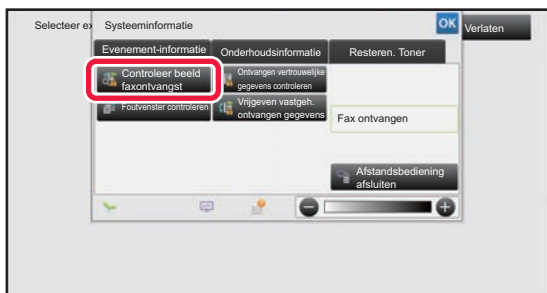 Selecteer ex
Systeeminformatie
OK
Verlaten
Evenement-informatie
Onderhoudsinformatie
Resteren. Toner
Controleer beeld
faxontvangst
Ontvangen vertrouwelijke
gegevens controleren
Foutvenster controleren
Vrijgeven vastgeh.
ontvangen gegevens
Fax ontvangen
Afstandsbediening
afsluiten